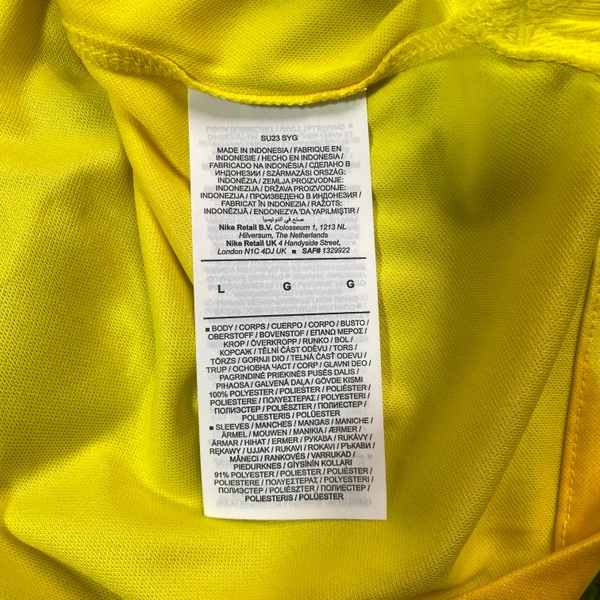 SU23 SYG
MADE IN INDONESIA / FABRIQUE EN
INDONESIE / HECHO EN INDONESIA /
FABRICADO NA INDONÉSIA / СДЕЛАНО В
ИНДОНЕЗИИ / SZÁRMAZÁSI ORSZÁG:
INDONÉZIA / ZEMLJA PROIZVODNJE:
INDONEZIJA / DRŽAVA PROIZVODNJE:
INDONEZIJA / ПРОИЗВЕДЕНО В ИНДОНЕЗИЯ /
FABRICAT ÎN INDONEZIA / RAŽOTS:
INDONĒZIJĀ / ENDONEZYA'DA YAPILMIŞTIR /
صنع في أندونيسيا
Nike Retail B.V. Colosseum 1, 1213 NL
Hilversum, The Netherlands
Nike Retail UK 4 Handyside Street,
London N1C 4DJ UK ■ SAF# 1329922
L G G
■ BODY / CORPS / CUERPO / CORPO / BUSTO /
OBERSTOFF / BOVENSTOF / ΕΠΑΝΩ ΜΕΡΟΣ /
KROP / ÖVERKROPP / RUNKO / BOL /
КОРСАЖ / TĚLNÍ ČÁST ODĚVU / TORS /
TÖRZS / GORNJI DIO / TELNÁ ČASŤ ODEVU /
TRUP / ОСНОВНА ЧАСТ / CORP / GLAVNI DEO /
PAGRINDINĖ PRIEKINĖS PUSĖS DALIS /
PIHAOSA / GALVENĀ DAĻA / GÖVDE KISMI
100% POLYESTER / POLIÉSTER /
POLIESTERE / ΠΟΛΥΕΣΤΕΡΑΣ / POLYESTERI /
ПОЛИЭСТЕР / POLIÉSZTER / ПОЛИЕСТЕР /
POLIESTERIS / POLÜESTER
■ SLEEVES / MANCHES / MANGAS / MANICHE /
ÄRMEL / MOUWEN / ΜΑΝΙΚΙΑ / ÆRMER /
ÄRMAR / HIHAT / ERMER / РУКАВА / RUKÁVY /
RĘKAWY / UJJAK / RUKAVI / ROKAVI / РЪКАВИ /
MÂNECI / RANKOVĖS / VARRUKAD /
PIEDURKNES / GİYSİNİN KOLLARI
91% POLYESTER / POLIESTER / POLIÉSTER /
POLIESTERE / ΠΟΛΥΕΣΤΕΡΑΣ / POLYESTERI /
ПОЛИЭСТЕР / POLIÉSZTER / ПОЛИЕСТЕР /
POLIESTERIS / POLÜESTER